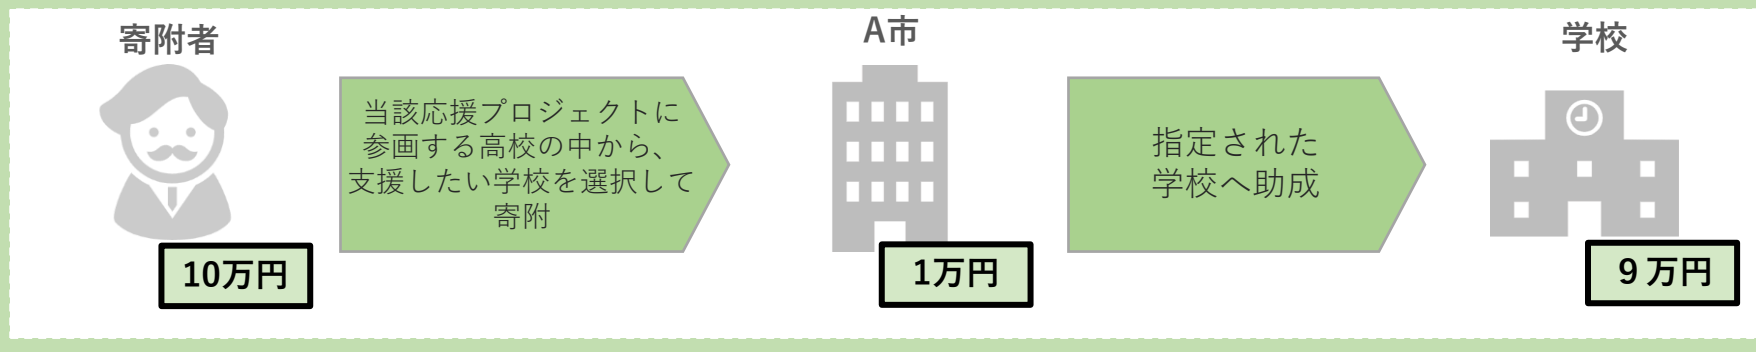 寄附者
A市
学校
当該応援プロジェクトに
参画する高校の中から、
支援したい学校を選択して
寄附
指定された
学校へ助成
10万円
1万円
９万円